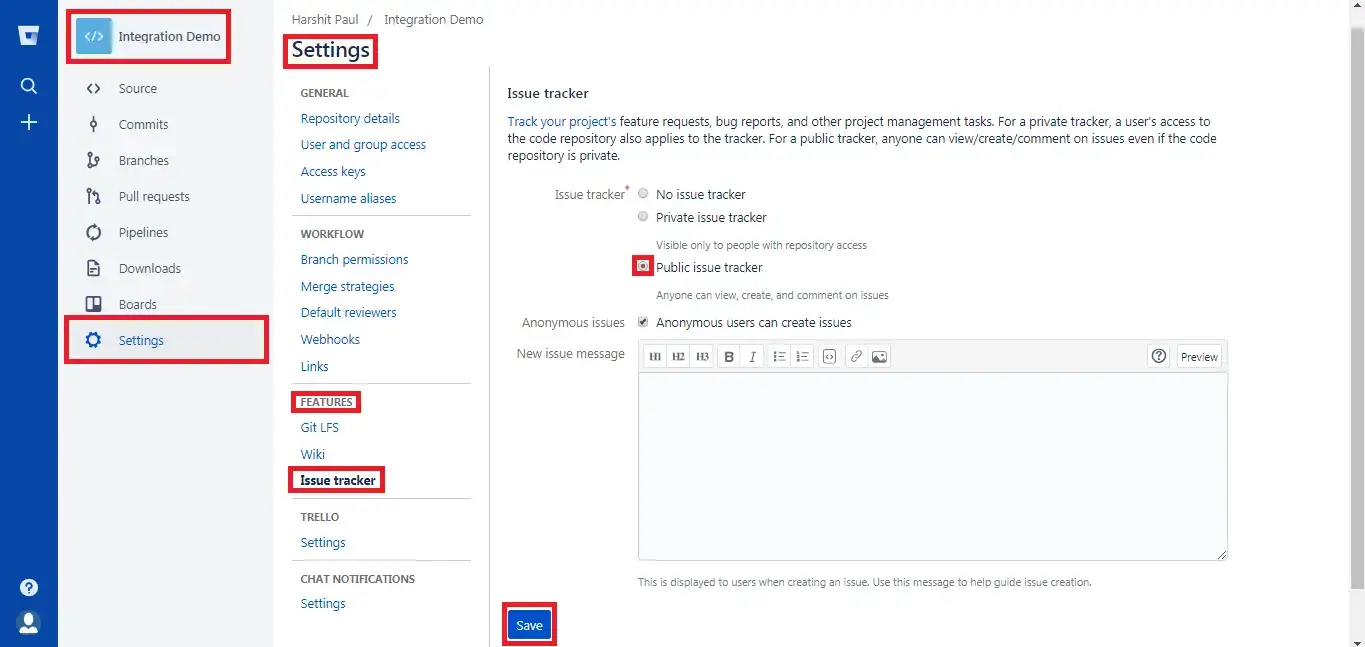 </> Integration Demo
Source
Commits
Branches
Pull requests
Pipelines
Downloads
Boards
Settings
Harshit Paul / Integration Demo
Settings
GENERAL
Repository details
User and group access
Access keys
Username aliases
WORKFLOW
Branch permissions
Merge strategies
Default reviewers
Webhooks
Links
FEATURES
Git LFS
Wiki
Issue tracker
TRELLO
Settings
CHAT NOTIFICATIONS
Settings
Issue tracker
Track your project's feature requests, bug reports, and other project management tasks. For a private tracker, a user's access to
the code repository also applies to the tracker. For a public tracker, anyone can view/create/comment on issues even if the code
repository is private.
Issue tracker* No issue tracker
Private issue tracker
Visible only to people with repository access
Public issue tracker
Anyone can view, create, and comment on issues
Anonymous issues Anonymous users can create issues
New issue message H1 H2 H3 B I Preview
This is displayed to users when creating an issue. Use this message to help guide issue creation.
Save